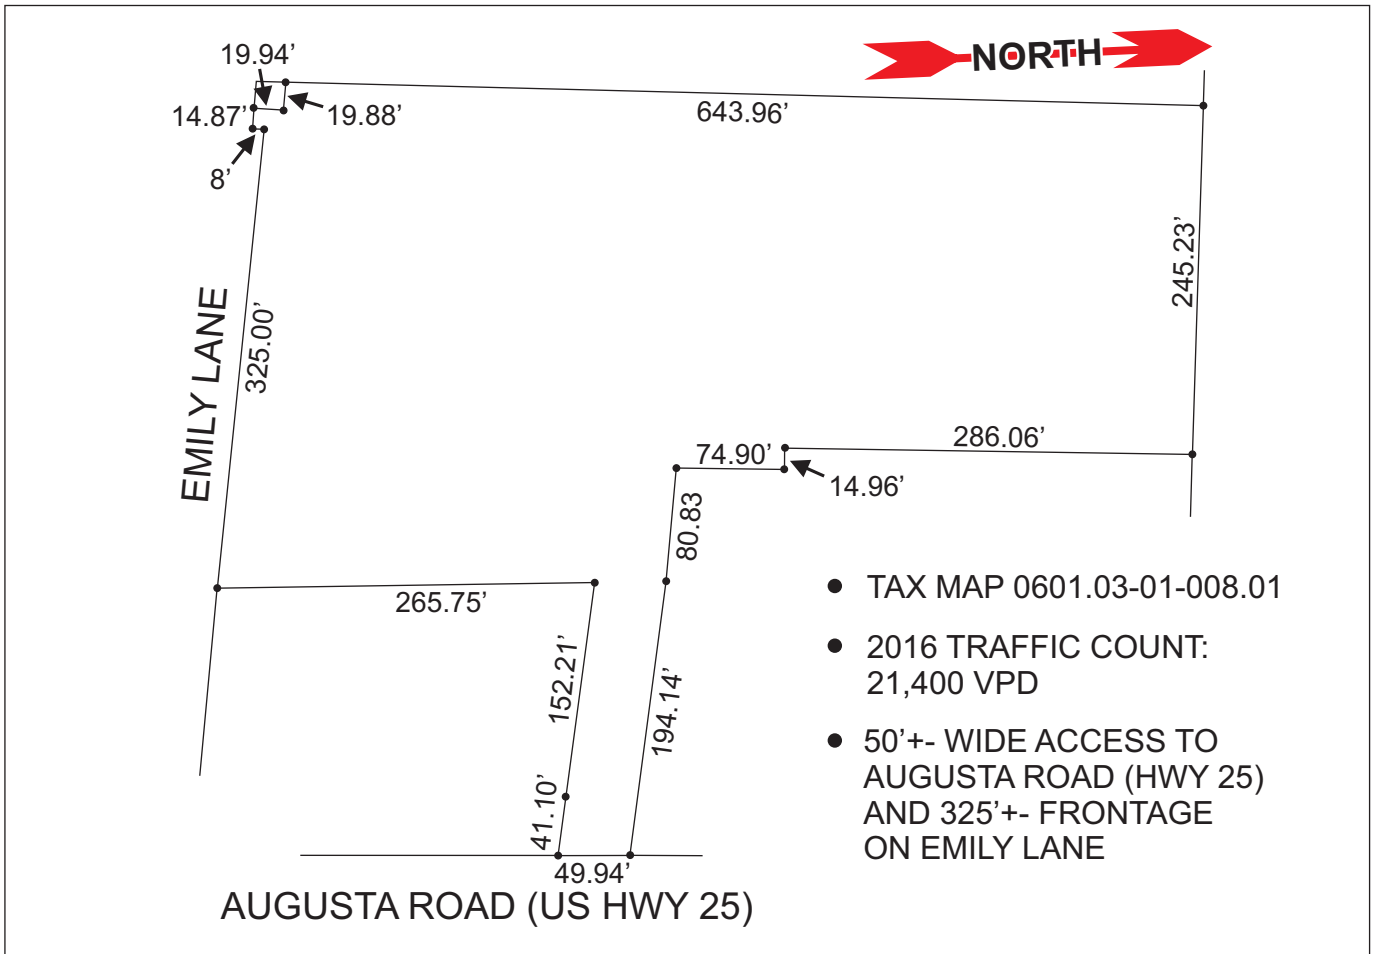 19.94’
NORTH
14.87’
19.88’
643.96’
8’
245.23’
EMILY LANE
325.00’
74.90’
286.06’
14.96’
80.83
265.75’
152.21’
194.14’
41.10’
49.94’
AUGUSTA ROAD (US HWY 25)
● TAX MAP 0601.03-01-008.01
● 2016 TRAFFIC COUNT:
21,400 VPD
● 50’+- WIDE ACCESS TO
AUGUSTA ROAD (HWY 25)
AND 325’+- FRONTAGE
ON EMILY LANE